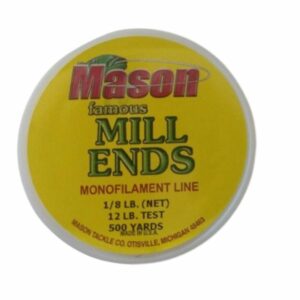 Mason
famous
MILL
ENDS
MONOFILAMENT LINE
1/8 LB. (NET)
12 LB. TEST
500 YARDS
MADE IN U.S.A.
MASON TACKLE CO. OTISVILLE, MICHIGAN 48463